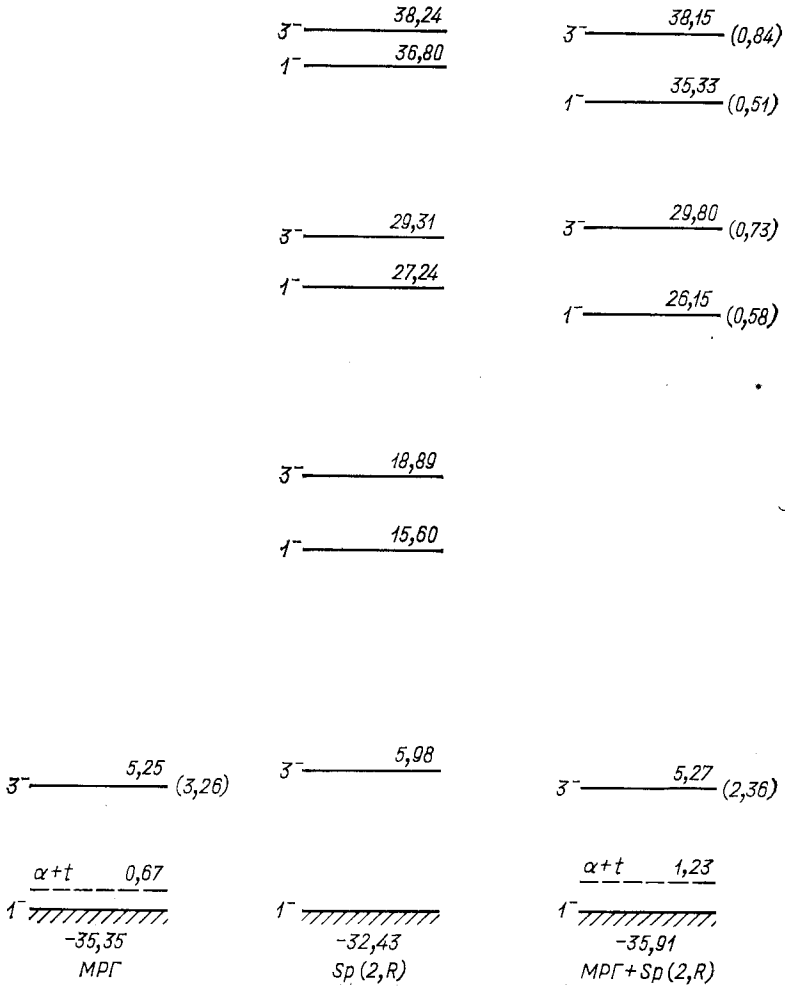 3⁻ 38,24
1⁻ 36,80
3⁻ 38,15 (0,84)
1⁻ 35,33 (0,51)
3⁻ 29,31
1⁻ 27,24
3⁻ 29,80 (0,73)
1⁻ 26,15 (0,58)
3⁻ 18,89
1⁻ 15,60
3⁻ 5,25 (3,26)
3⁻ 5,98
3⁻ 5,27 (2,36)
α+t 0,67
α+t 1,23
1⁻
1⁻
1⁻
-35,35
-32,43
-35,91
МРГ
Sp(2,R)
МРГ+Sp(2,R)